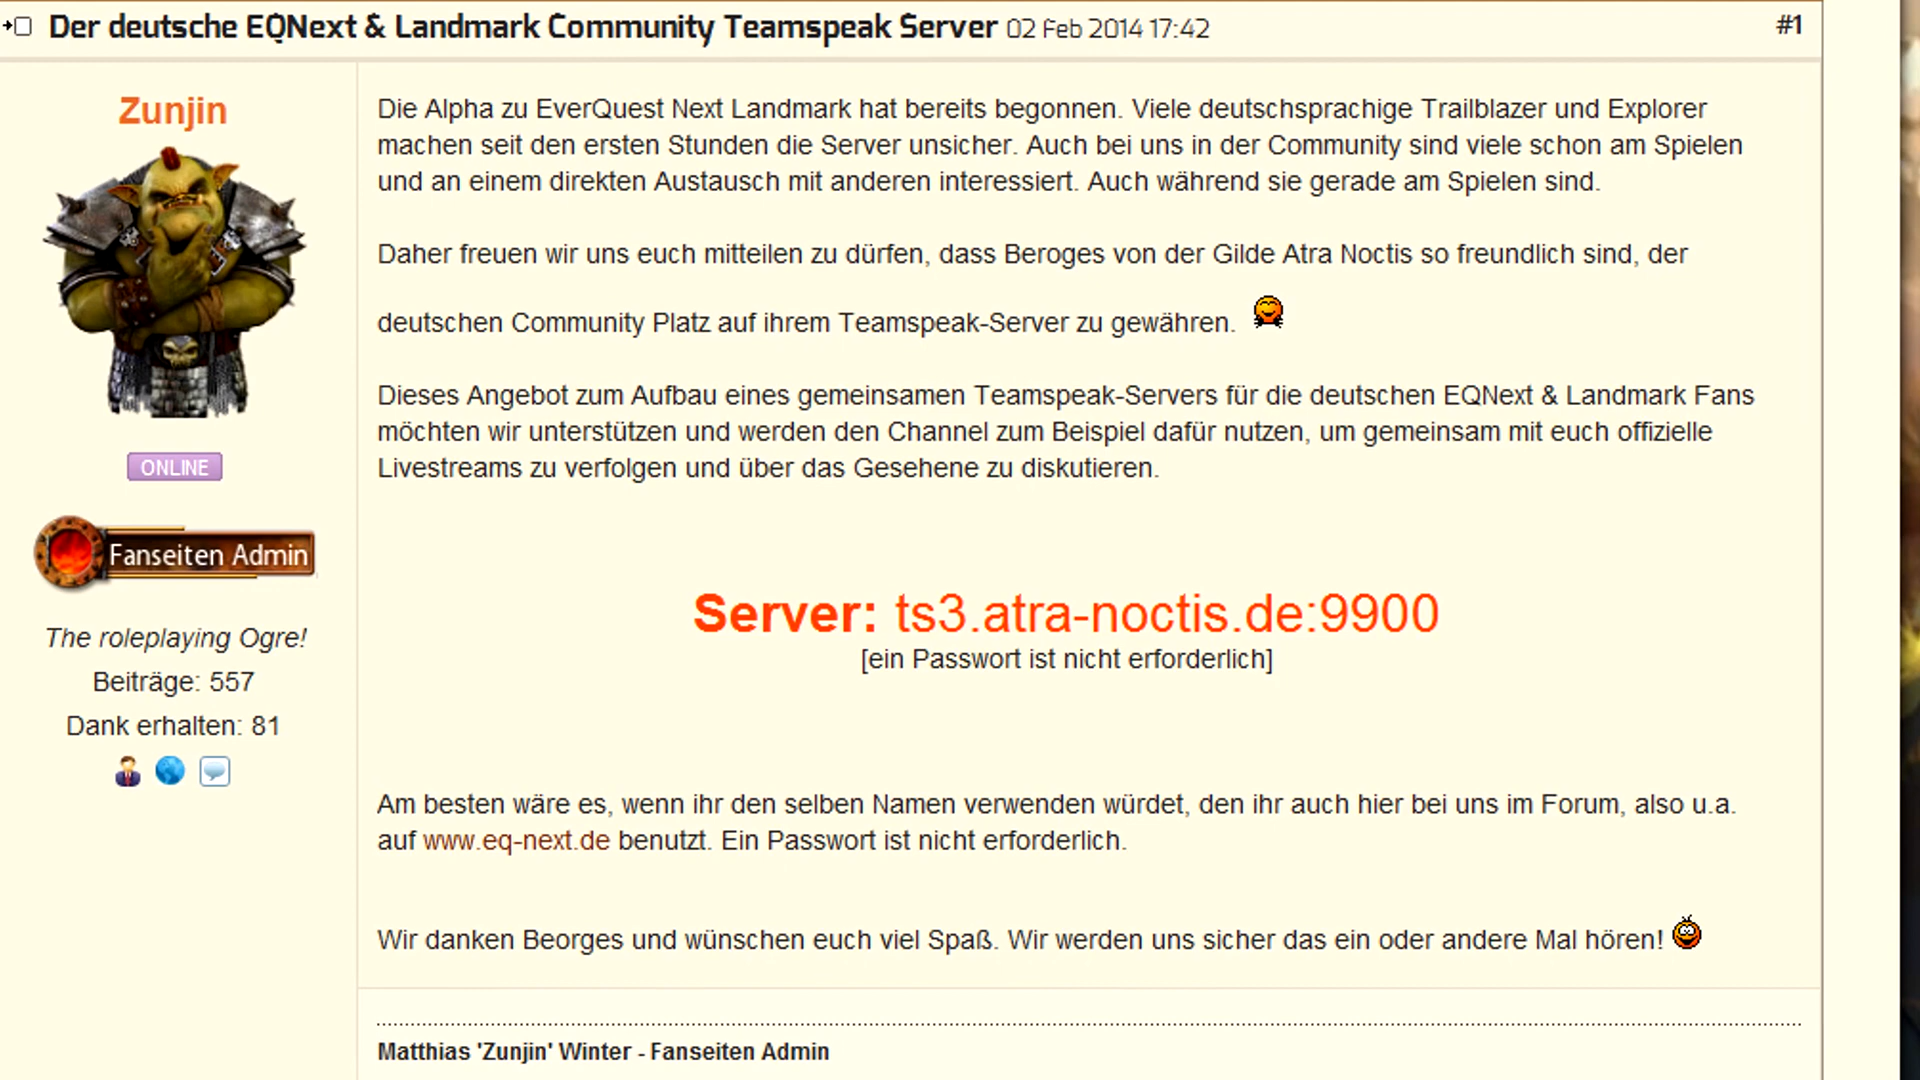 Der deutsche EQNext & Landmark Community Teamspeak Server 02 Feb 2014 17:42
#1
Zunjin
ONLINE
Fanseiten Admin
The roleplaying Ogre!
Beiträge: 557
Dank erhalten: 81
Die Alpha zu EverQuest Next Landmark hat bereits begonnen. Viele deutschsprachige Trailblazer und Explorer
machen seit den ersten Stunden die Server unsicher. Auch bei uns in der Community sind viele schon am Spielen
und an einem direkten Austausch mit anderen interessiert. Auch während sie gerade am Spielen sind.
Daher freuen wir uns euch mitteilen zu dürfen, dass Beroges von der Gilde Atra Noctis so freundlich sind, der
deutschen Community Platz auf ihrem Teamspeak-Server zu gewähren.
Dieses Angebot zum Aufbau eines gemeinsamen Teamspeak-Servers für die deutschen EQNext & Landmark Fans
möchten wir unterstützen und werden den Channel zum Beispiel dafür nutzen, um gemeinsam mit euch offizielle
Livestreams zu verfolgen und über das Gesehene zu diskutieren.
Server: ts3.atra-noctis.de:9900
[ein Passwort ist nicht erforderlich]
Am besten wäre es, wenn ihr den selben Namen verwenden würdet, den ihr auch hier bei uns im Forum, also u.a.
auf www.eq-next.de benutzt. Ein Passwort ist nicht erforderlich.
Wir danken Beorges und wünschen euch viel Spaß. Wir werden uns sicher das ein oder andere Mal hören!
Matthias 'Zunjin' Winter - Fanseiten Admin